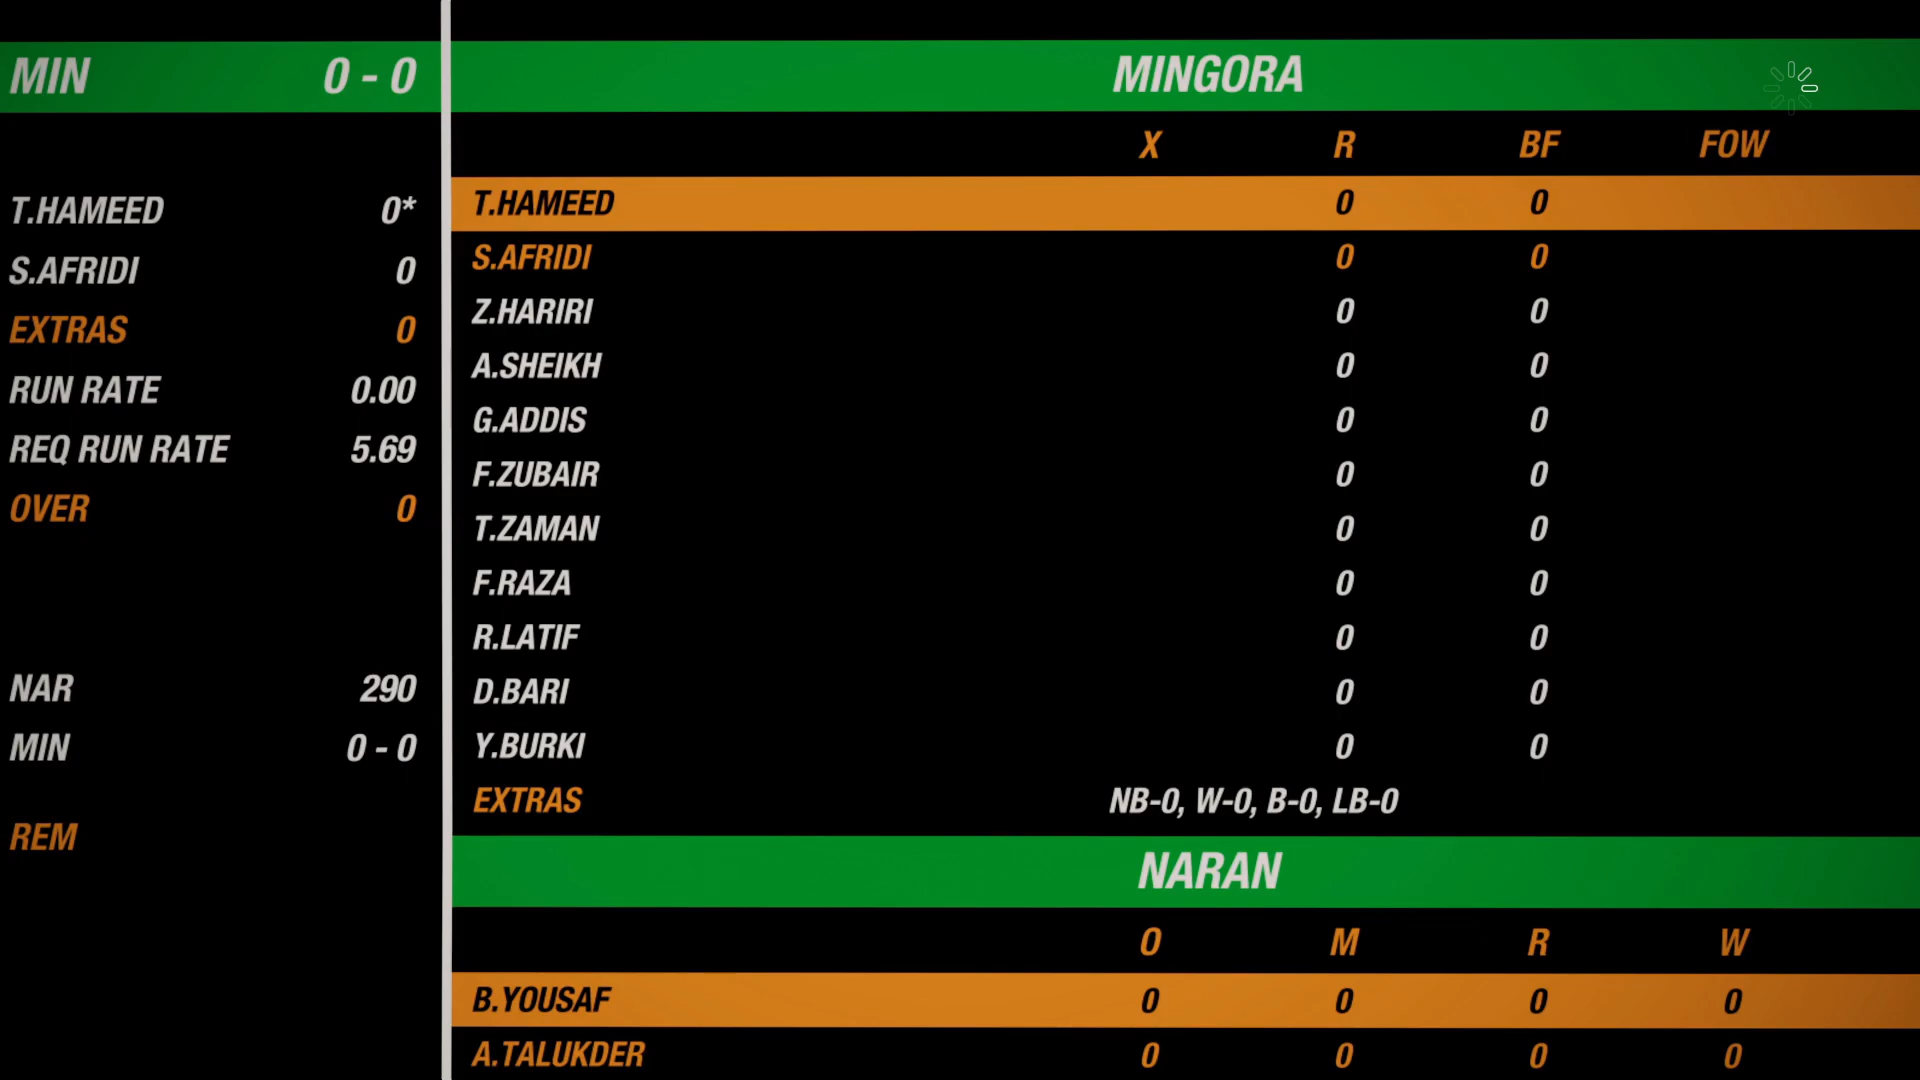 MIN 0 - 0
T.HAMEED 0*
S.AFRIDI 0
EXTRAS 0
RUN RATE 0.00
REQ RUN RATE 5.69
OVER 0
NAR 290
MIN 0 - 0
REM
MINGORA
X R BF FOW
T.HAMEED 0 0
S.AFRIDI 0 0
Z.HARIRI 0 0
A.SHEIKH 0 0
G.ADDIS 0 0
F.ZUBAIR 0 0
T.ZAMAN 0 0
F.RAZA 0 0
R.LATIF 0 0
D.BARI 0 0
Y.BURKI 0 0
EXTRAS NB-0, W-0, B-0, LB-0
NARAN
O M R W
B.YOUSAF 0 0 0 0
A.TALUKDER 0 0 0 0